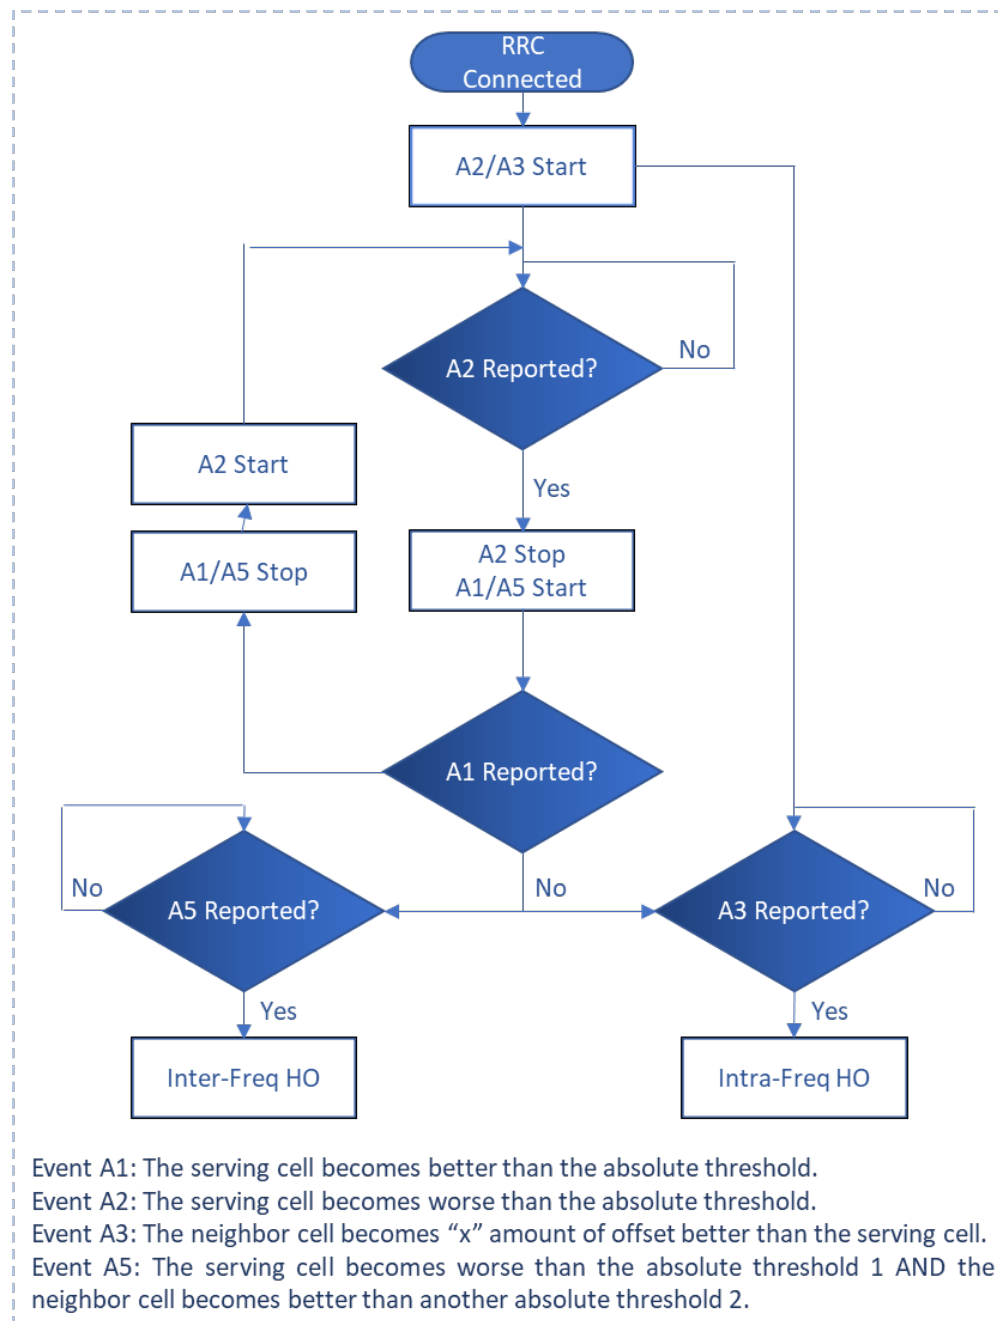 RRC
Connected
A2/A3 Start
A2 Reported?
No
Yes
A2 Start
A2 Stop
A1/A5 Start
A1/A5 Stop
A1 Reported?
No
A5 Reported?
No
Yes
A3 Reported?
No
Yes
Inter-Freq HO
Intra-Freq HO
Event A1: The serving cell becomes better than the absolute threshold.
Event A2: The serving cell becomes worse than the absolute threshold.
Event A3: The neighbor cell becomes “x” amount of offset better than the serving cell.
Event A5: The serving cell becomes worse than the absolute threshold 1 AND the
neighbor cell becomes better than another absolute threshold 2.